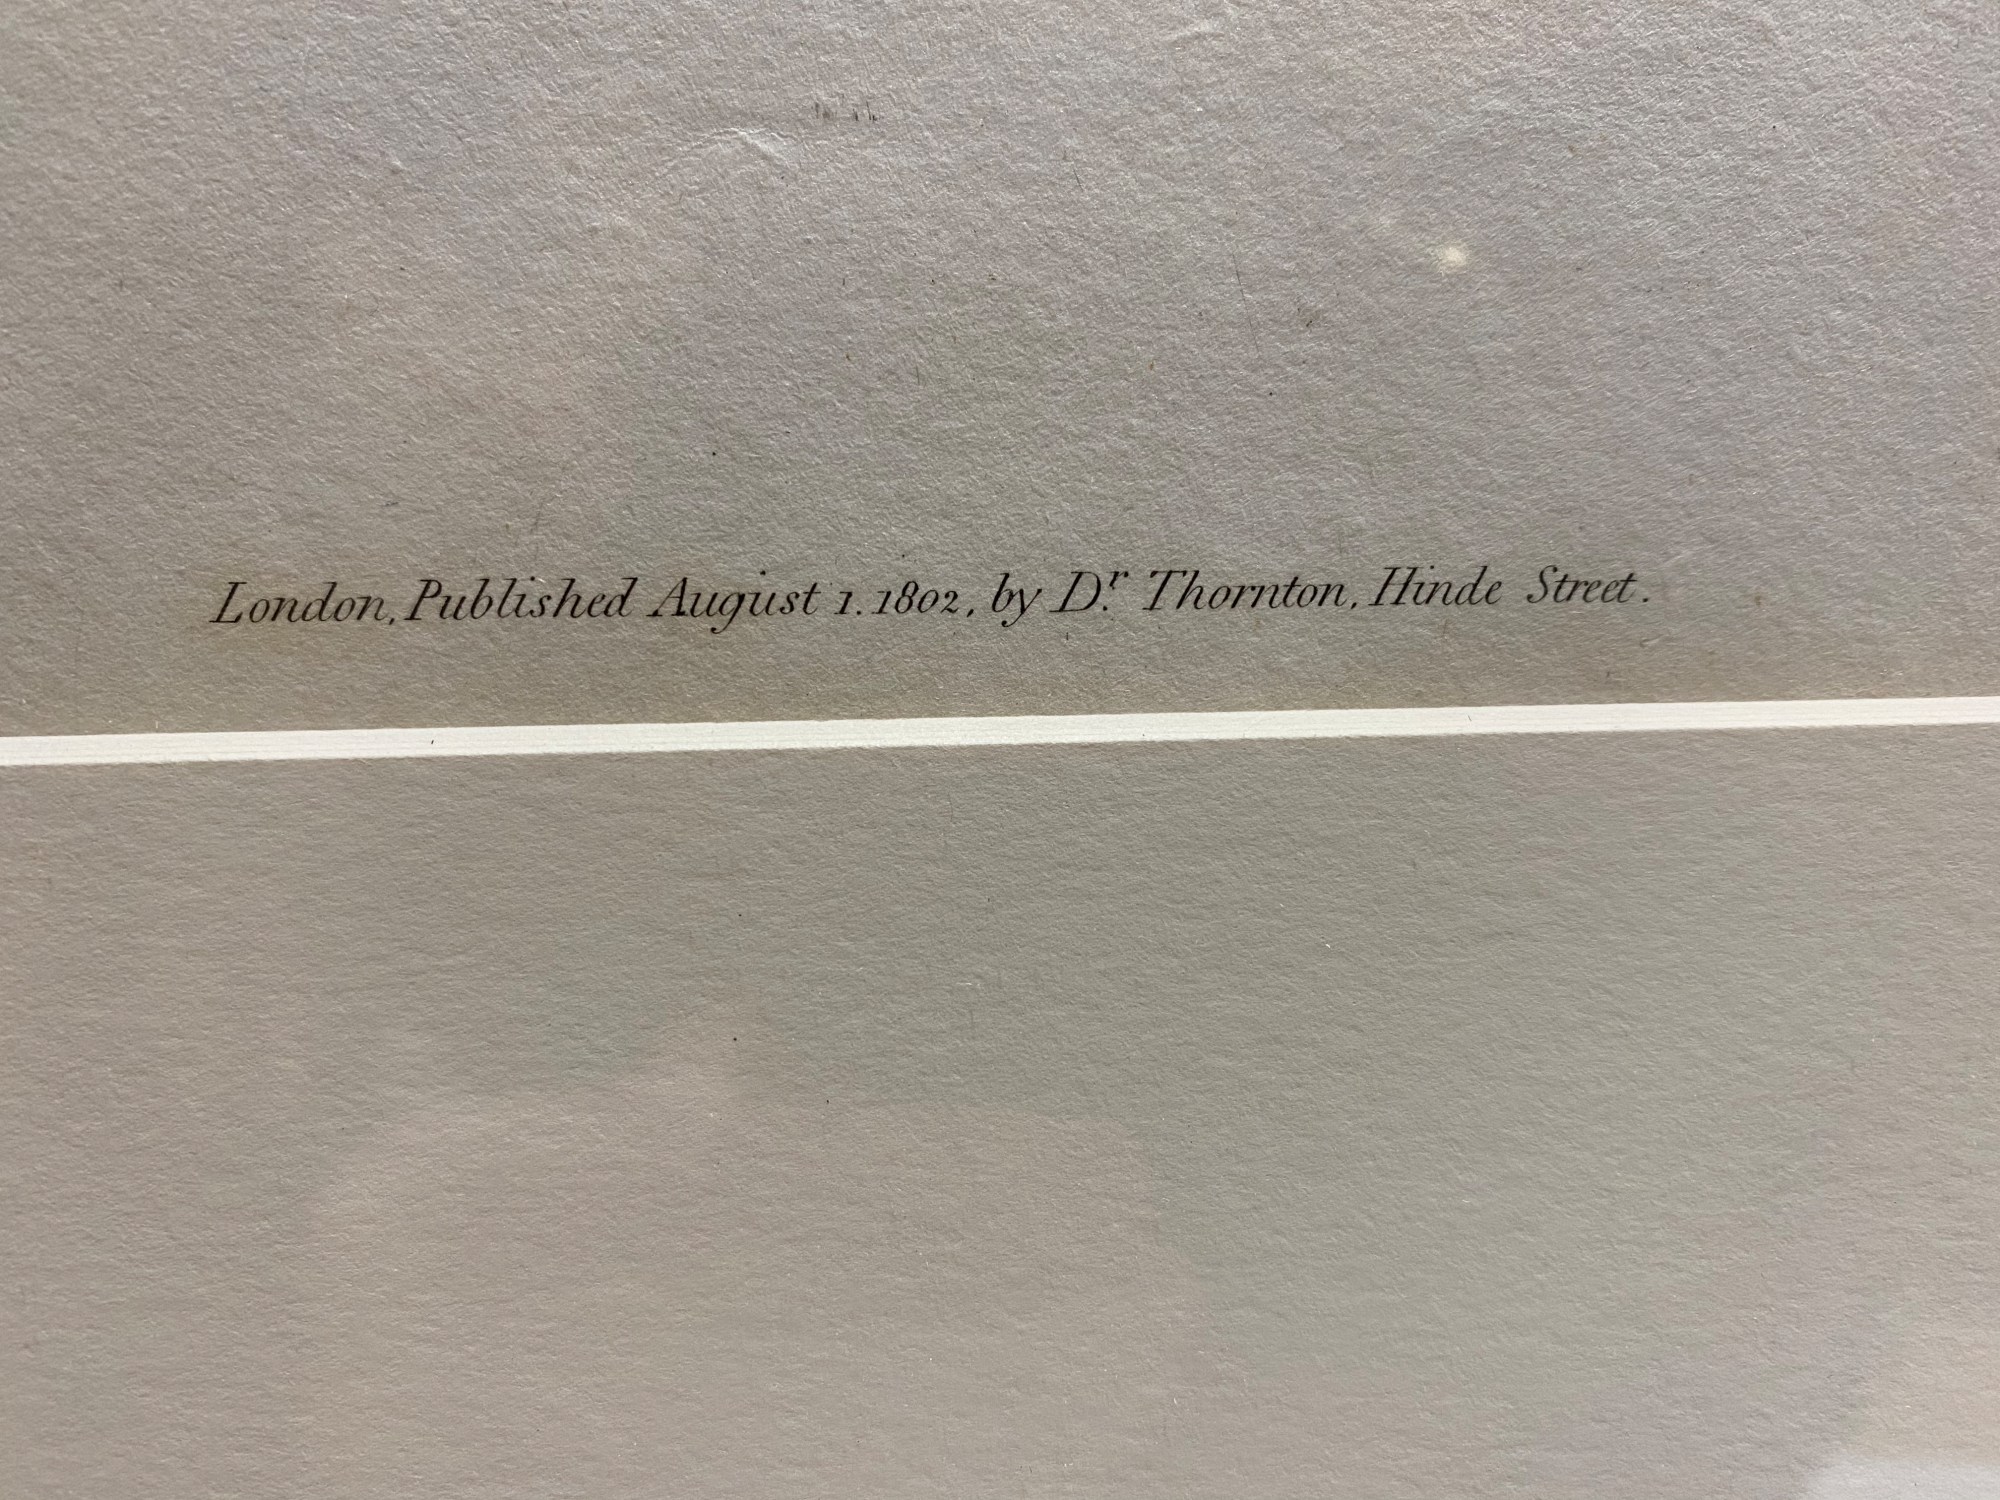 London, Published August 1. 1802, by Dr. Thornton, Hinde Street.